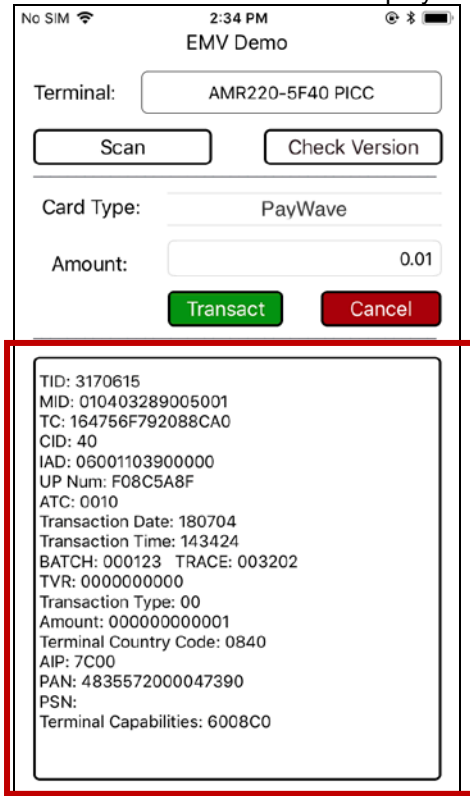 No SIM 2:34 PM
EMV Demo
Terminal: AMR220-5F40 PICC
Scan Check Version
Card Type: PayWave
Amount: 0.01
Transact Cancel
TID: 3170615
MID: 010403289005001
TC: 164756F792088CA0
CID: 40
IAD: 06001103900000
UP Num: F08C5A8F
ATC: 0010
Transaction Date: 180704
Transaction Time: 143424
BATCH: 000123 TRACE: 003202
TVR: 0000000000
Transaction Type: 00
Amount: 000000000001
Terminal Country Code: 0840
AIP: 7C00
PAN: 4835572000047390
PSN:
Terminal Capabilities: 6008C0